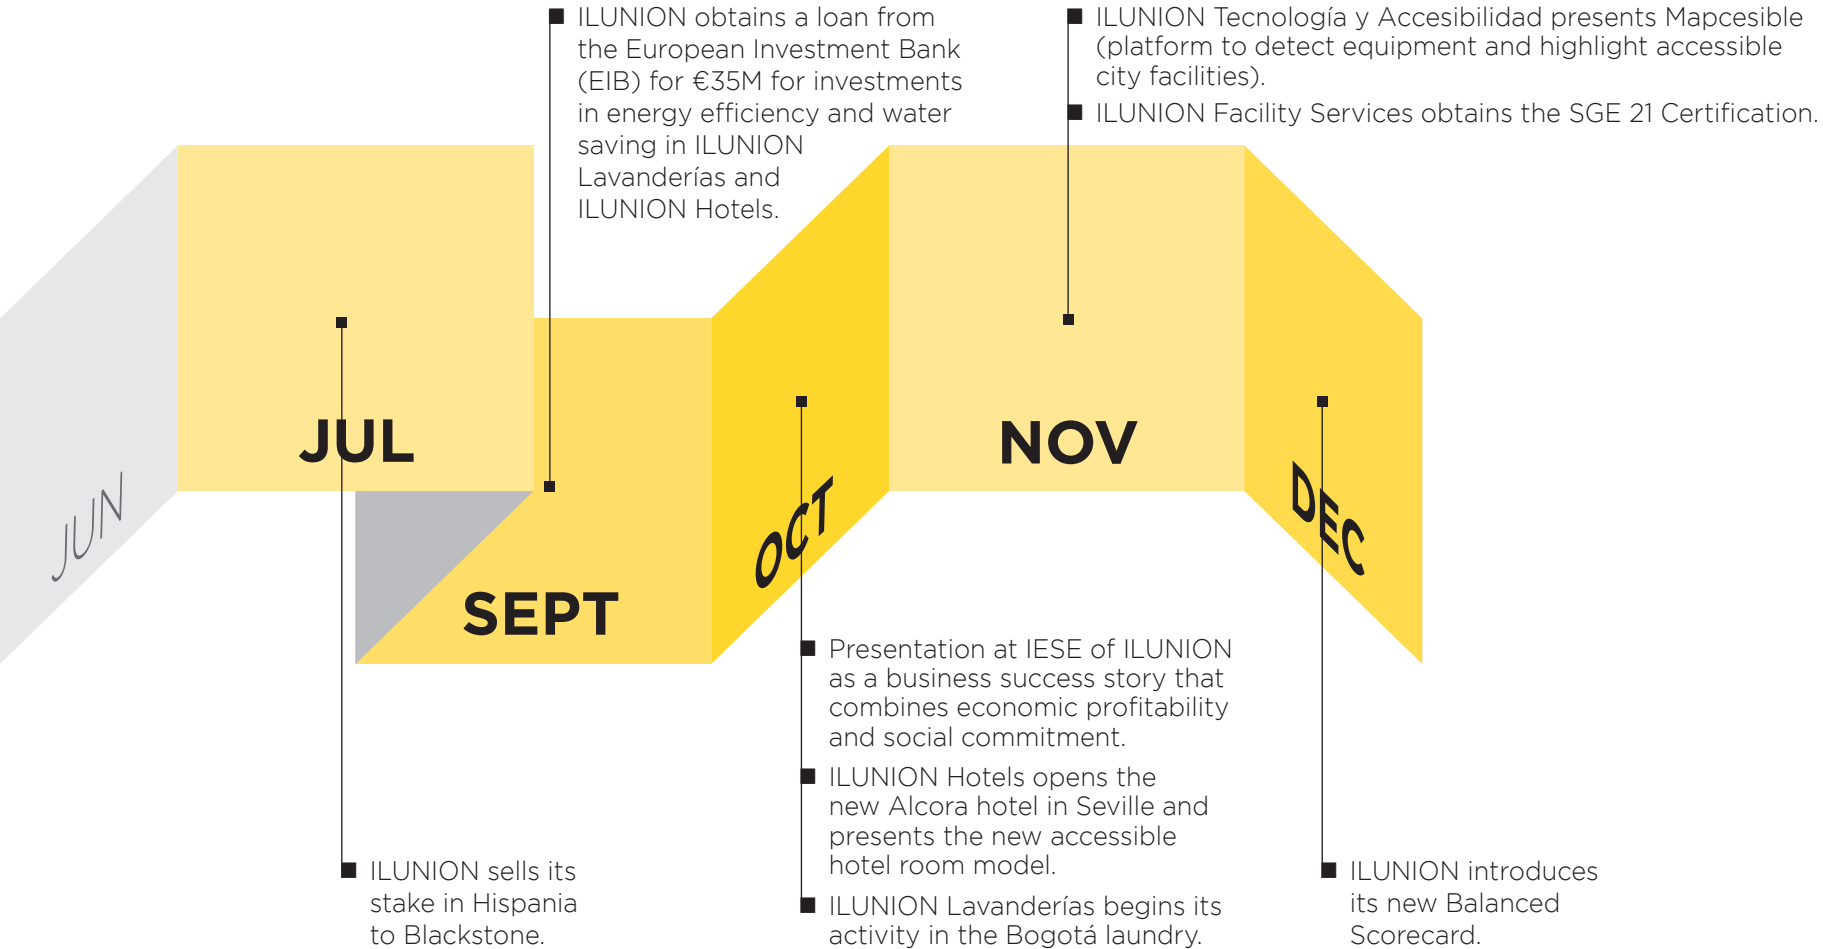 ILUNION obtains a loan from
the European Investment Bank
(EIB) for €35M for investments
in energy efficiency and water
saving in ILUNION
Lavanderías and
ILUNION Hotels.
ILUNION Tecnología y Accesibilidad presents Mapcesible
(platform to detect equipment and highlight accessible
city facilities).
ILUNION Facility Services obtains the SGE 21 Certification.
JUN
JUL
SEPT
OCT
NOV
DEC
ILUNION sells its
stake in Hispania
to Blackstone.
Presentation at IESE of ILUNION
as a business success story that
combines economic profitability
and social commitment.
ILUNION Hotels opens the
new Alcora hotel in Seville and
presents the new accessible
hotel room model.
ILUNION Lavanderías begins its
activity in the Bogotá laundry.
ILUNION introduces
its new Balanced
Scorecard.